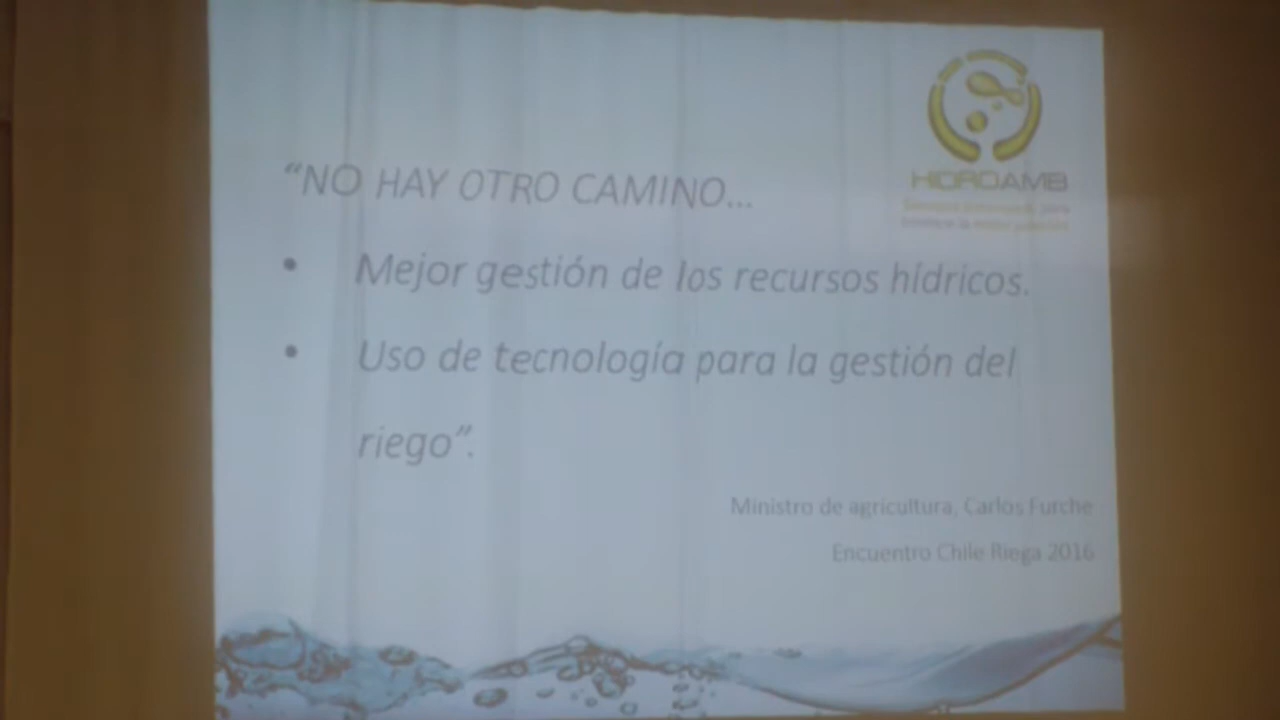 "NO HAY OTRO CAMINO...
• Mejor gestión de los recursos hídricos.
• Uso de tecnología para la gestión del
riego".
Ministro de agricultura, Carlos Furche
Encuentro Chile Riega 2016
HIDROAMB